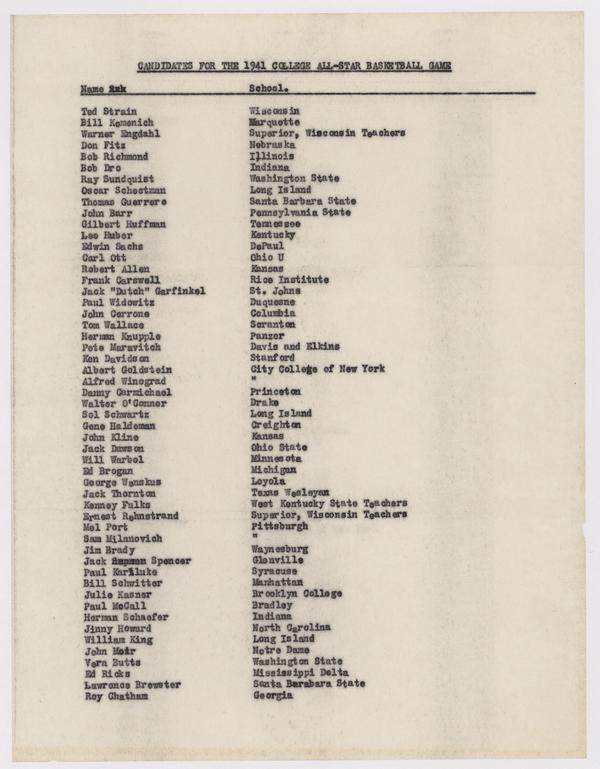 CANDIDATES FOR THE 1941 COLLEGE ALL-STAR BASKETBALL GAME
Name School.
Ted Strain Wisconsin
Bill Komenich Marquette
Warner Engdahl Superior, Wisconsin Teachers
Don Fitz Nebraska
Bob Richmond Illinois
Bob Dro Indiana
Ray Sundquist Washington State
Oscar Schectman Long Island
Thomas Guerrero Santa Barbara State
John Barr Pennsylvania State
Gilbert Huffman Tennessee
Lee Huber Kentucky
Edwin Sachs DePaul
Carl Ott Ohio U
Robert Allen Kansas
Frank Carswell Rice Institute
Jack "Dutch" Garfinkel St. Johns
Paul Widowitz Duquesne
John Cerrone Columbia
Tom Wallace Scranton
Herman Knupple Panzer
Pete Maravitch Davis and Elkins
Ken Davidson Stanford
Albert Goldstein City College of New York
Alfred Winograd "
Danny Carmichael Princeton
Walter O'Connor Drake
Sol Schwartz Long Island
Gene Haldeman Creighton
John Kline Kansas
Jack Dawson Ohio State
Will Warhol Minnesota
Ed Brogan Michigan
George Wenskus Loyola
Jack Thornton Texas Wesleyan
Kenney Fulks West Kentucky State Teachers
Ernest Rehnstrand Superior, Wisconsin Teachers
Mel Port Pittsburgh
Sam Milanovich "
Jim Brady Waynesburg
Jack Spencer Glenville
Paul Kartluke Syracuse
Bill Schwitter Manhattan
Julie Kasner Brooklyn College
Paul McCall Bradley
Herman Schaefer Indiana
Jinny Howard North Carolina
William King Long Island
John Moir Notre Dame
Vern Butts Washington State
Ed Ricks Mississippi Delta
Lawrence Brewster Santa Barabara State
Roy Chatham Georgia